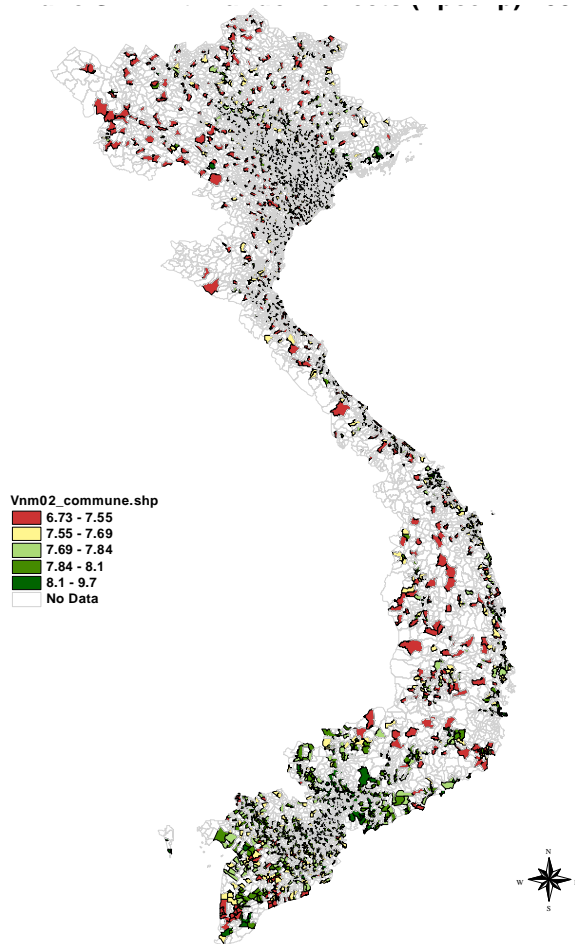 Vnm02_commune.shp
6.73 - 7.55
7.55 - 7.69
7.69 - 7.84
7.84 - 8.1
8.1 - 9.7
No Data
N
W
S